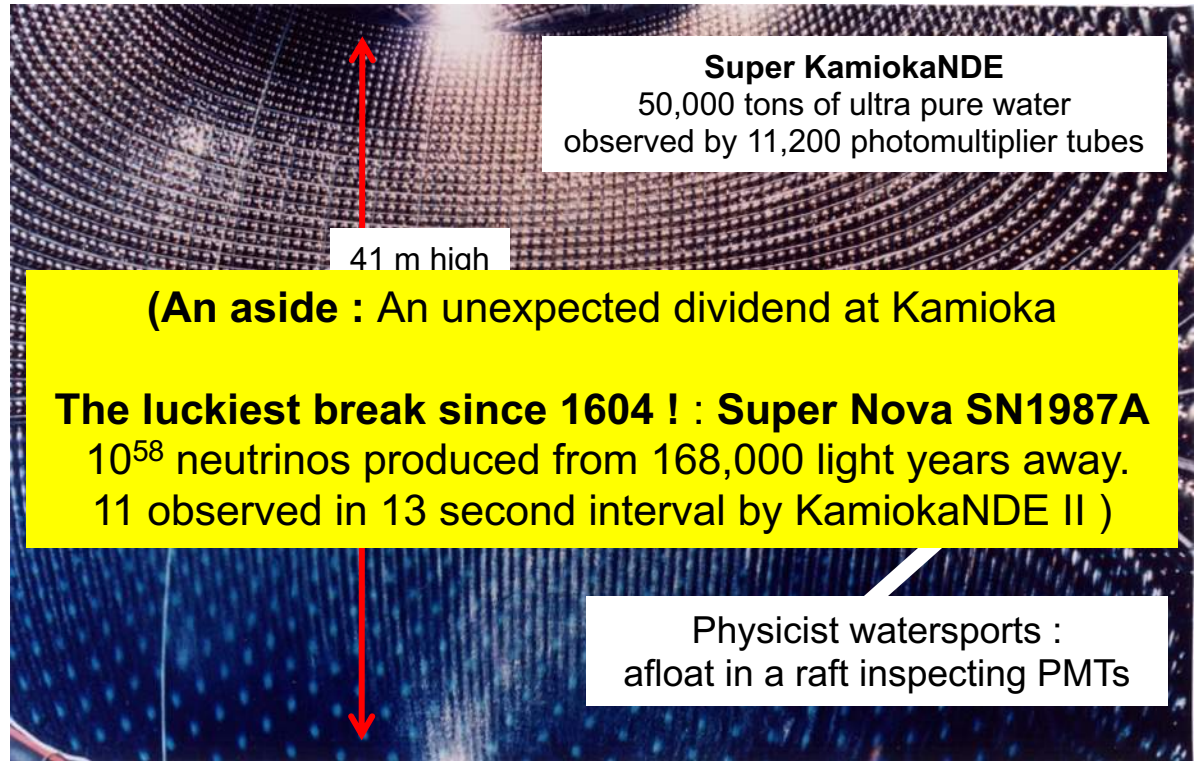 Super KamiokaNDE
50,000 tons of ultra pure water
observed by 11,200 photomultiplier tubes
41 m high
(An aside : An unexpected dividend at Kamioka
The luckiest break since 1604 ! : Super Nova SN1987A
10⁵⁸ neutrinos produced from 168,000 light years away.
11 observed in 13 second interval by KamiokaNDE II )
Physicist watersports :
afloat in a raft inspecting PMTs